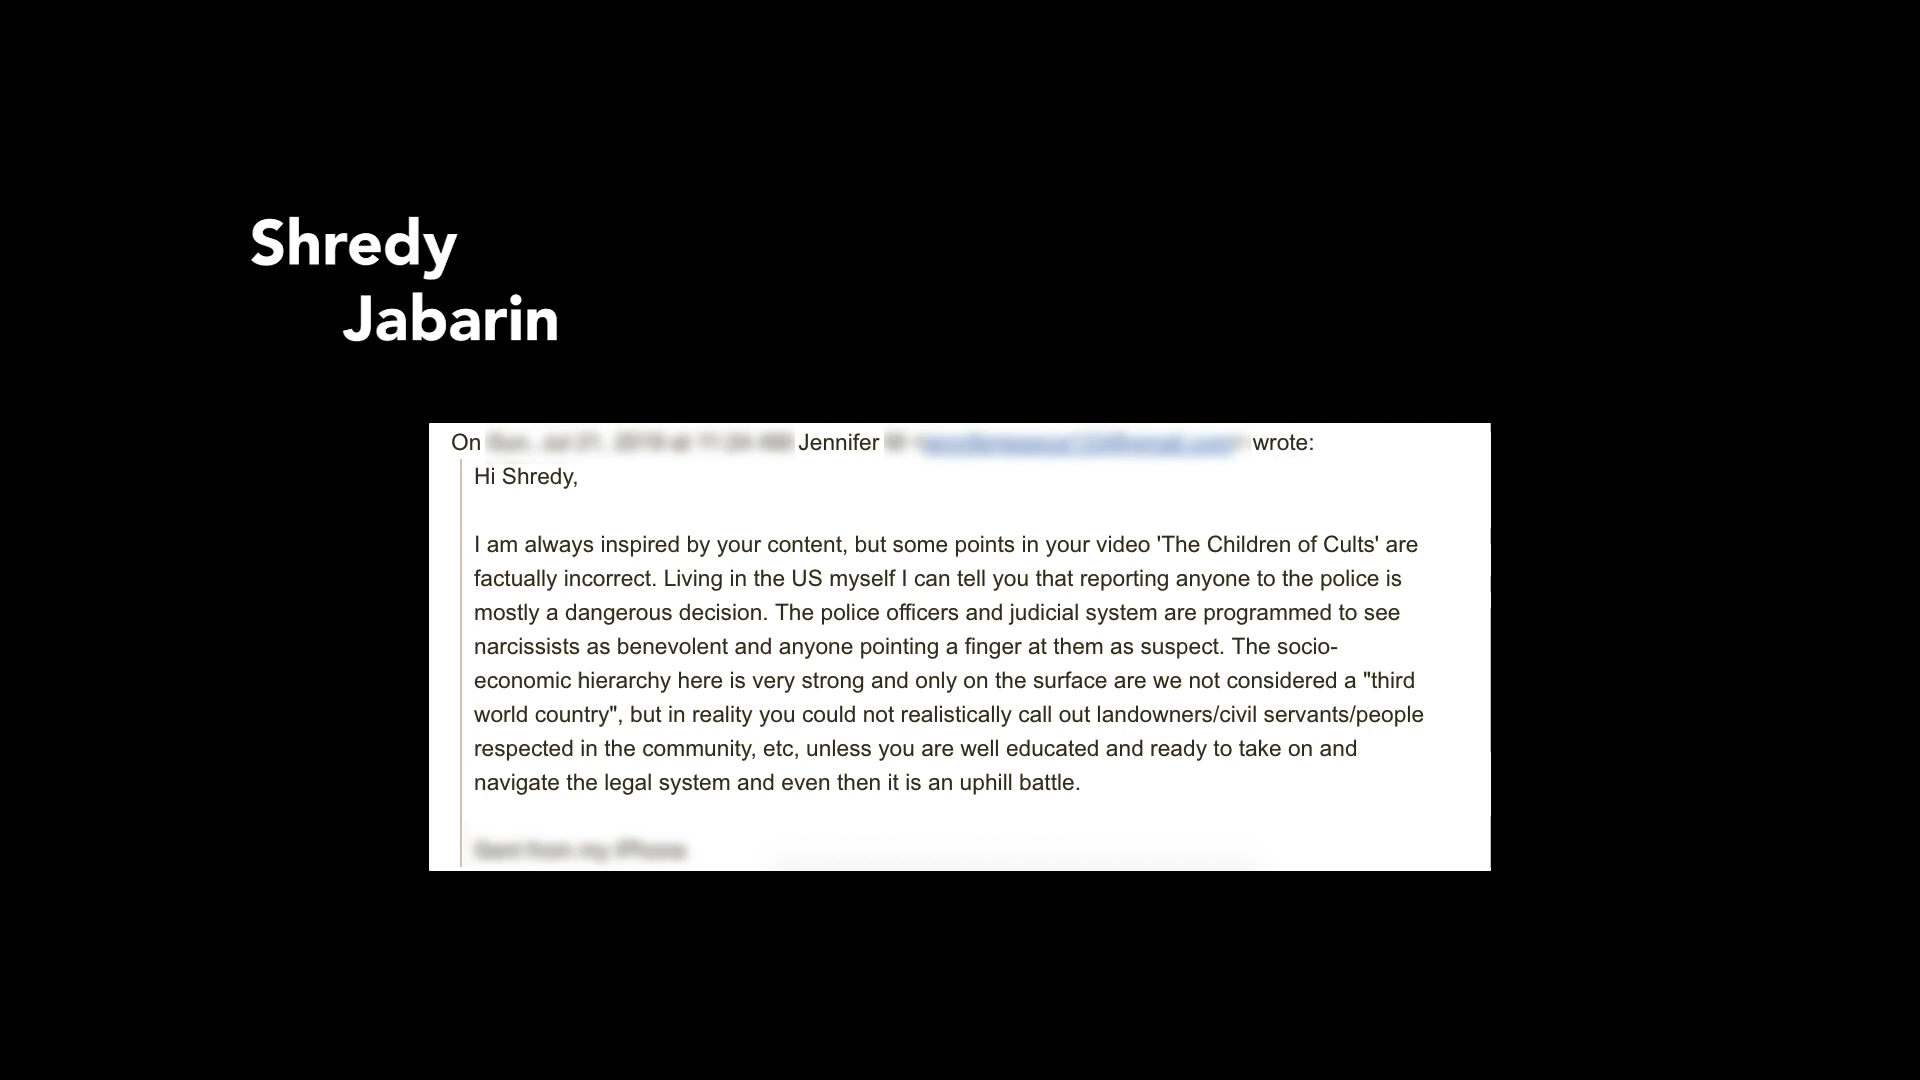 Shredy
Jabarin
On Jennifer wrote:
Hi Shredy,
I am always inspired by your content, but some points in your video 'The Children of Cults' are
factually incorrect. Living in the US myself I can tell you that reporting anyone to the police is
mostly a dangerous decision. The police officers and judicial system are programmed to see
narcissists as benevolent and anyone pointing a finger at them as suspect. The socio-
economic hierarchy here is very strong and only on the surface are we not considered a "third
world country", but in reality you could not realistically call out landowners/civil servants/people
respected in the community, etc, unless you are well educated and ready to take on and
navigate the legal system and even then it is an uphill battle.